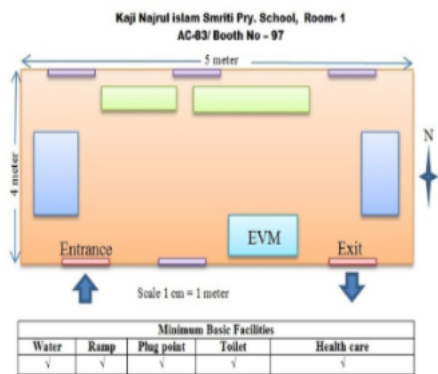 Kaji Najrul islam Smriti Pry. School, Room- 1
AC-83/ Booth No – 97
5 meter
4 meter
N
Entrance
EVM
Exit
Scale 1 cm = 1 meter
Minimum Basic Facilities
Water Ramp Plug point Toilet Health care
√ √ √ √ √